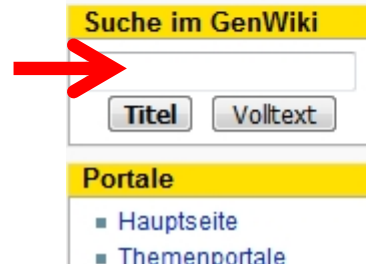 Suche im GenWiki
Titel Volltext
Portale
Hauptseite
Themenportale